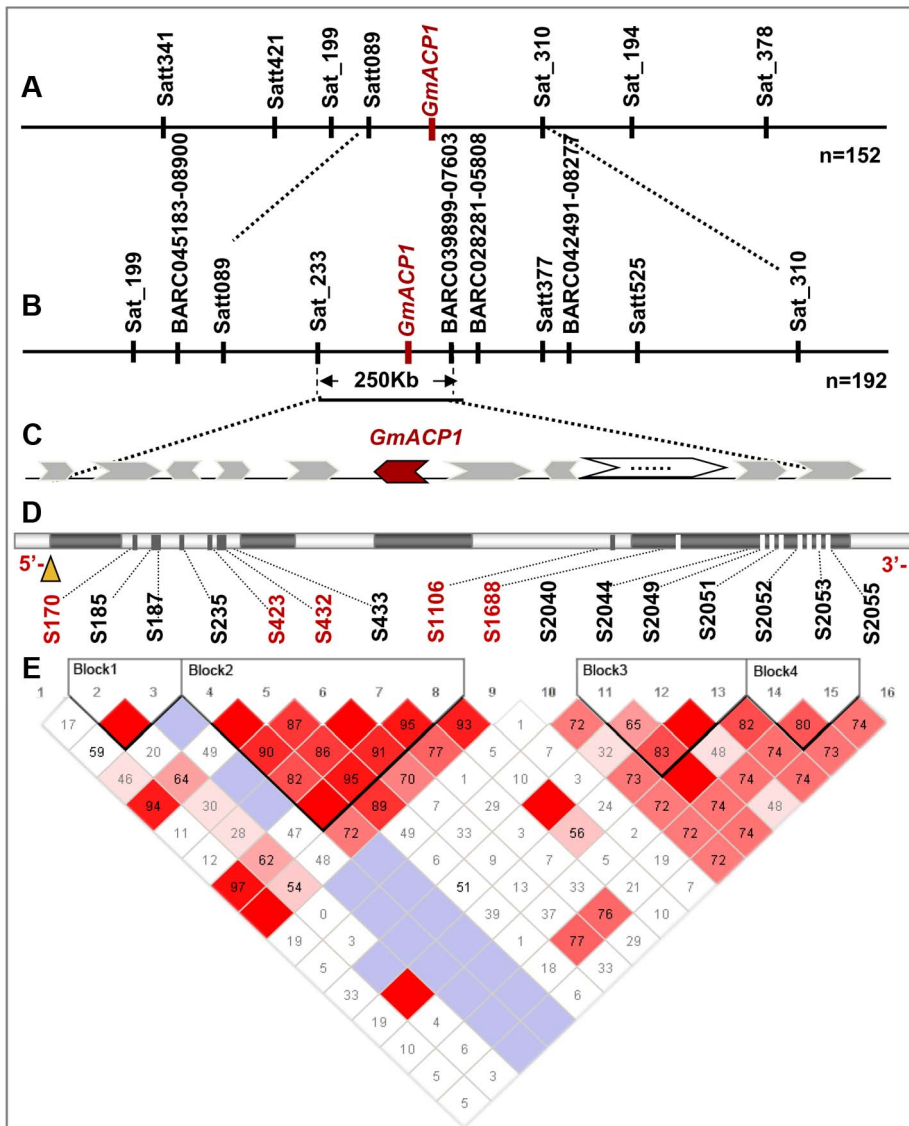 A
Satt341
Satt421
Sat_199
Satt089
GmACP1
Sat_310
Sat_194
Sat_378
n=152
B
Sat_199
BARC045183-08900
Satt089
Sat_233
GmACP1
BARC039899-07603
BARC028281-05808
Satt377
BARC042491-08277
Satt525
Sat_310
250Kb
n=192
C
GmACP1
......
D
5'-
3'-
S170
S185
S187
S235
S423
S432
S433
S1106
S1688
S2040
S2044
S2049
S2051
S2052
S2053
S2055
E
Block1 Block2 Block3 Block4
1 2 3 4 5 6 7 8 9 10 11 12 13 14 15 16
17 87 95 93 1 72 65 82 80 74
59 20 49 90 86 91 77 5 7 32 83 48 74 73
46 64 82 95 70 1 10 3 73 74 74
94 30 89 7 29 24 72 74 48
11 28 47 72 49 33 3 56 2 72 74
12 62 48 6 9 7 5 19 72
97 54 51 13 33 21 7
0 39 37 76 10
19 3 1 77 29
5 18 33
33 6
19 4
10 6
5 3
5